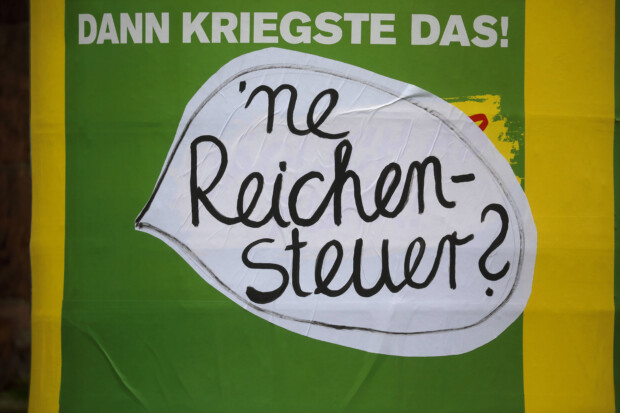 DANN KRIEGSTE DAS!
'ne
Reichen-
steuer?